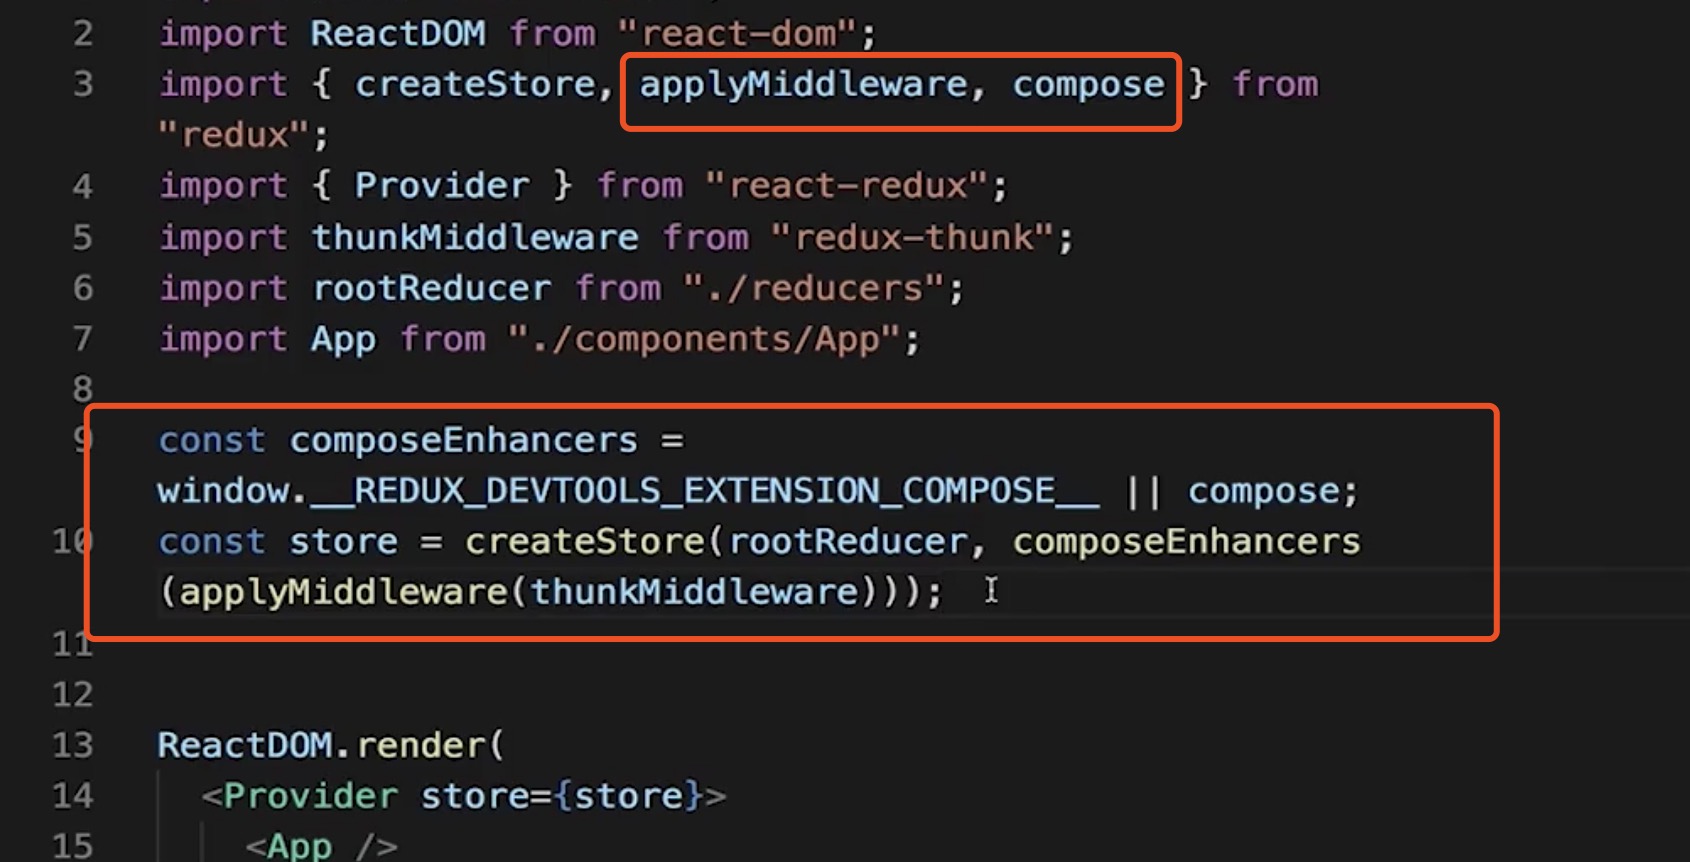 2 import ReactDOM from "react-dom";
3 import { createStore, applyMiddleware, compose } from
"redux";
4 import { Provider } from "react-redux";
5 import thunkMiddleware from "redux-thunk";
6 import rootReducer from "./reducers";
7 import App from "./components/App";
8
9 const composeEnhancers =
window.__REDUX_DEVTOOLS_EXTENSION_COMPOSE__ || compose;
10 const store = createStore(rootReducer, composeEnhancers
(applyMiddleware(thunkMiddleware)));
11
12
13 ReactDOM.render(
14 <Provider store={store}>
15 <App />